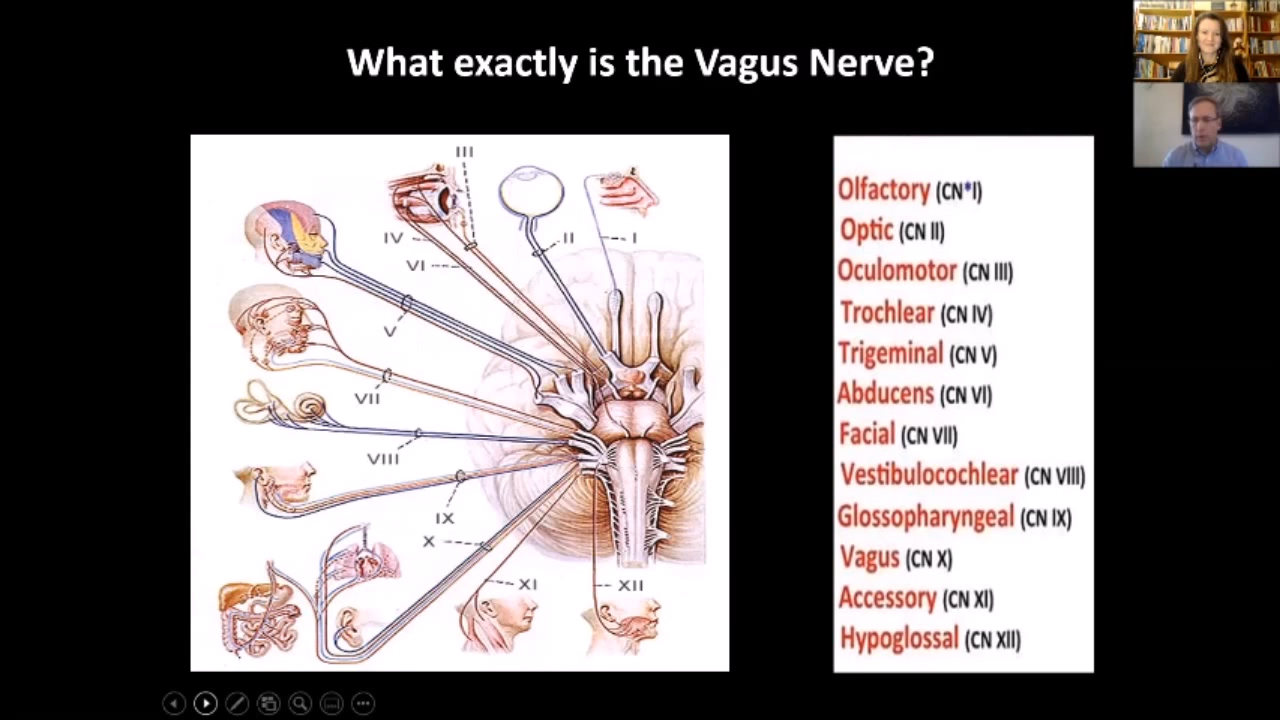 What exactly is the Vagus Nerve?
III
IV
VI
II
I
V
VII
VIII
IX
X
XI
XII
Olfactory (CN*I)
Optic (CN II)
Oculomotor (CN III)
Trochlear (CN IV)
Trigeminal (CN V)
Abducens (CN VI)
Facial (CN VII)
Vestibulocochlear (CN VIII)
Glossopharyngeal (CN IX)
Vagus (CN X)
Accessory (CN XI)
Hypoglossal (CN XII)